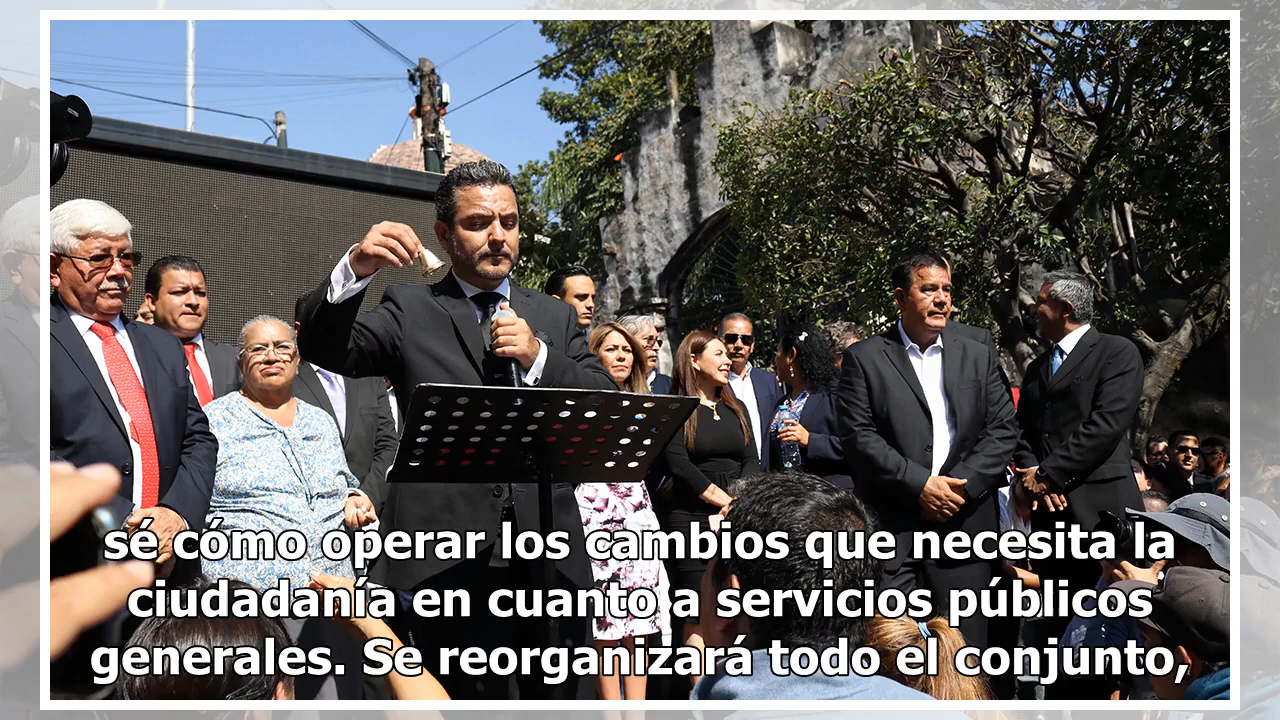 sé cómo operar los cambios que necesita la
ciudadanía en cuanto a servicios públicos
generales. Se reorganizará todo el conjunto,